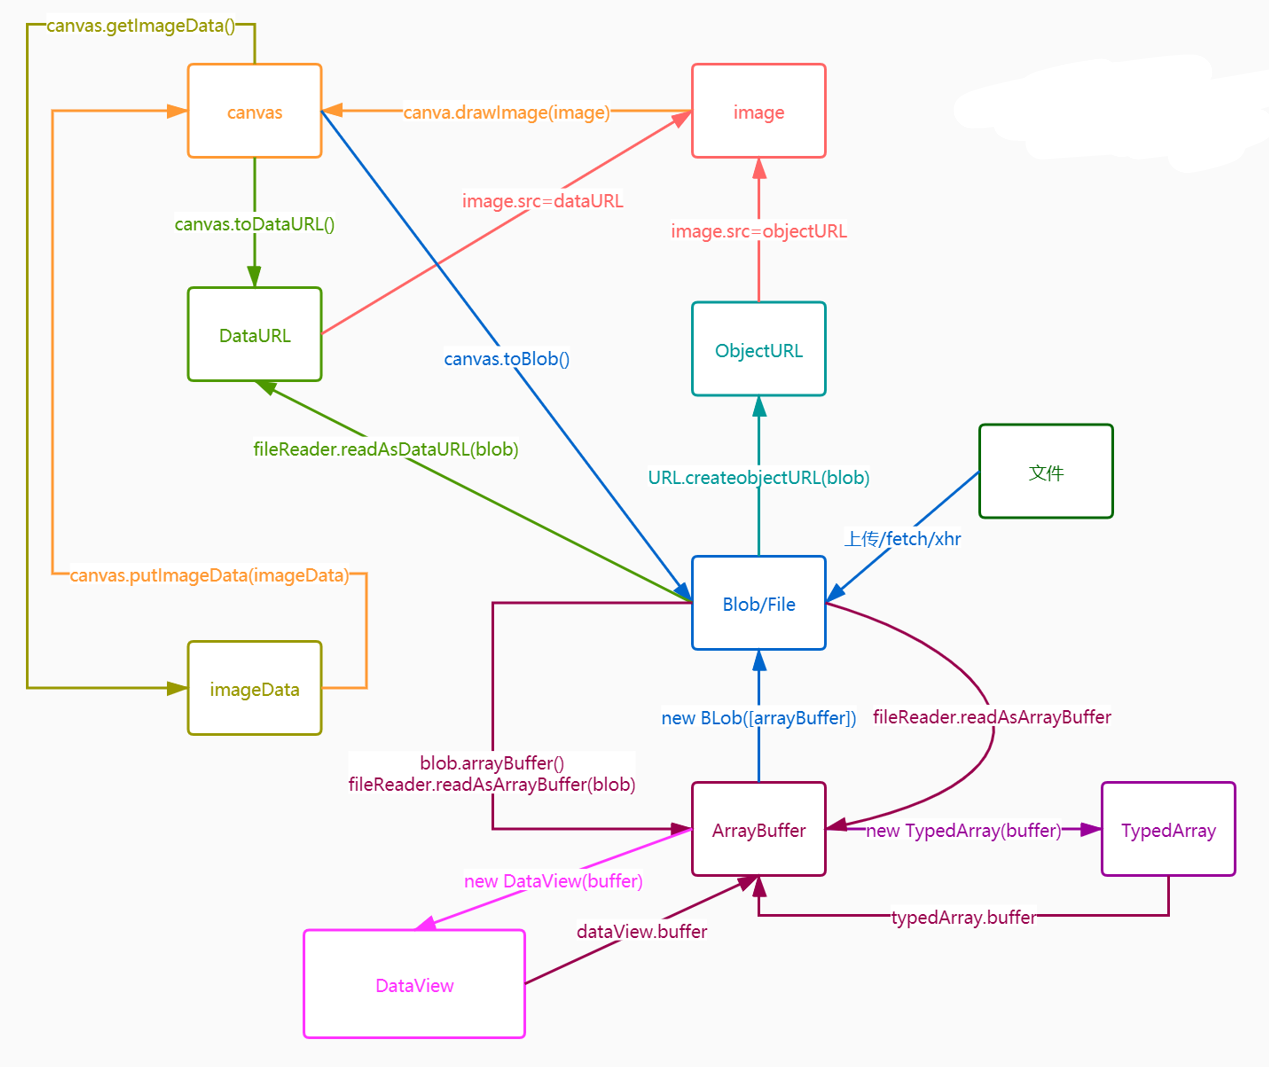 canvas.getImageData()
canvas
canva.drawImage(image)
image
image.src=dataURL
canvas.toDataURL()
image.src=objectURL
DataURL
ObjectURL
canvas.toBlob()
fileReader.readAsDataURL(blob)
URL.createobjectURL(blob)
文件
上传/fetch/xhr
canvas.putImageData(imageData)
Blob/File
imageData
new BLob([arrayBuffer])
fileReader.readAsArrayBuffer
blob.arrayBuffer()
fileReader.readAsArrayBuffer(blob)
ArrayBuffer
new TypedArray(buffer)
TypedArray
new DataView(buffer)
typedArray.buffer
dataView.buffer
DataView